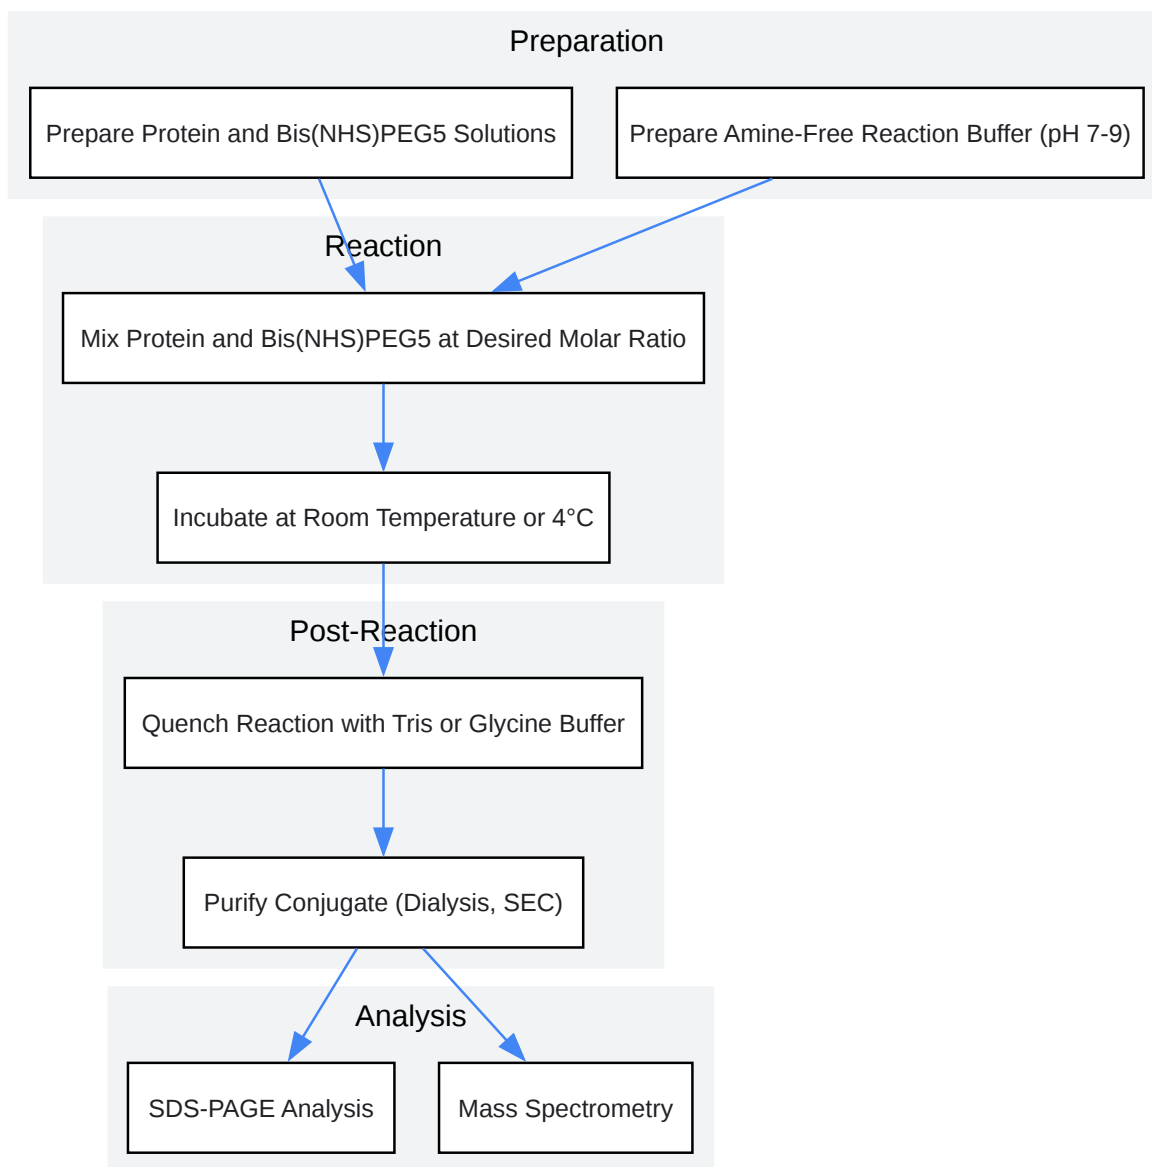 Preparation
Prepare Protein and Bis(NHS)PEG5 Solutions
Prepare Amine-Free Reaction Buffer (pH 7-9)
Reaction
Mix Protein and Bis(NHS)PEG5 at Desired Molar Ratio
Incubate at Room Temperature or 4°C
Post-Reaction
Quench Reaction with Tris or Glycine Buffer
Purify Conjugate (Dialysis, SEC)
Analysis
SDS-PAGE Analysis
Mass Spectrometry